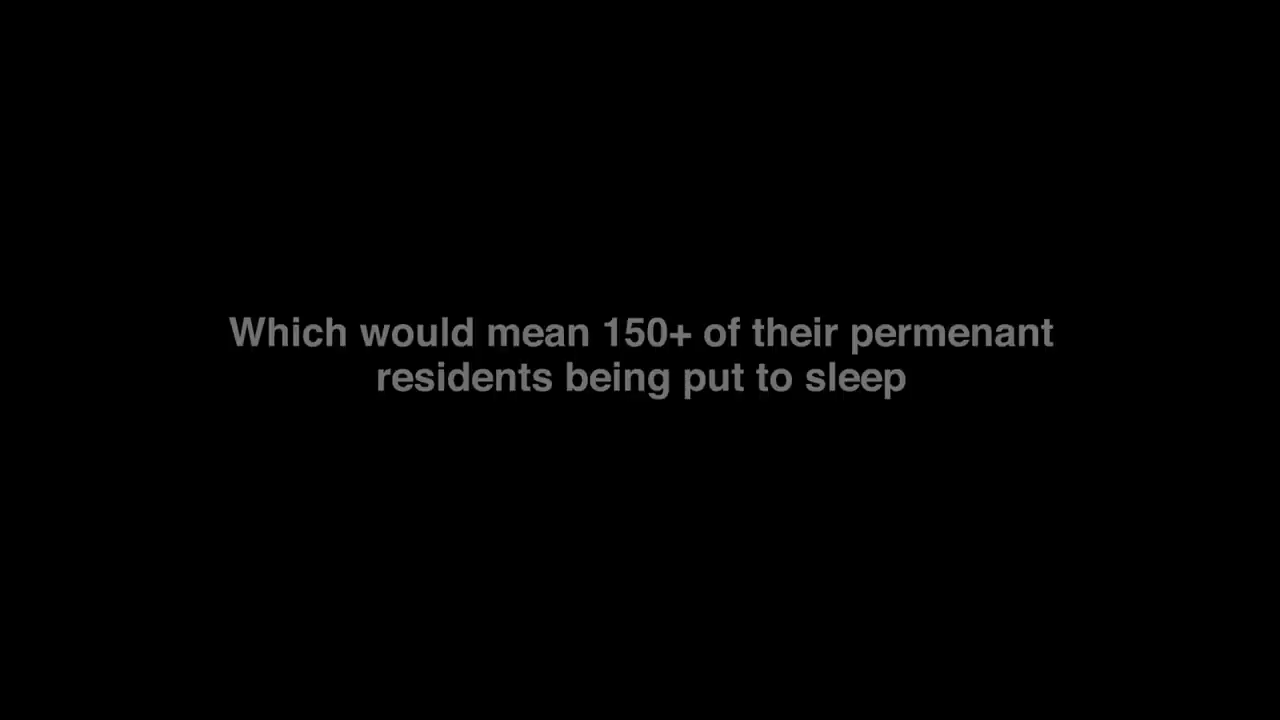 Which would mean 150+ of their permenant
residents being put to sleep